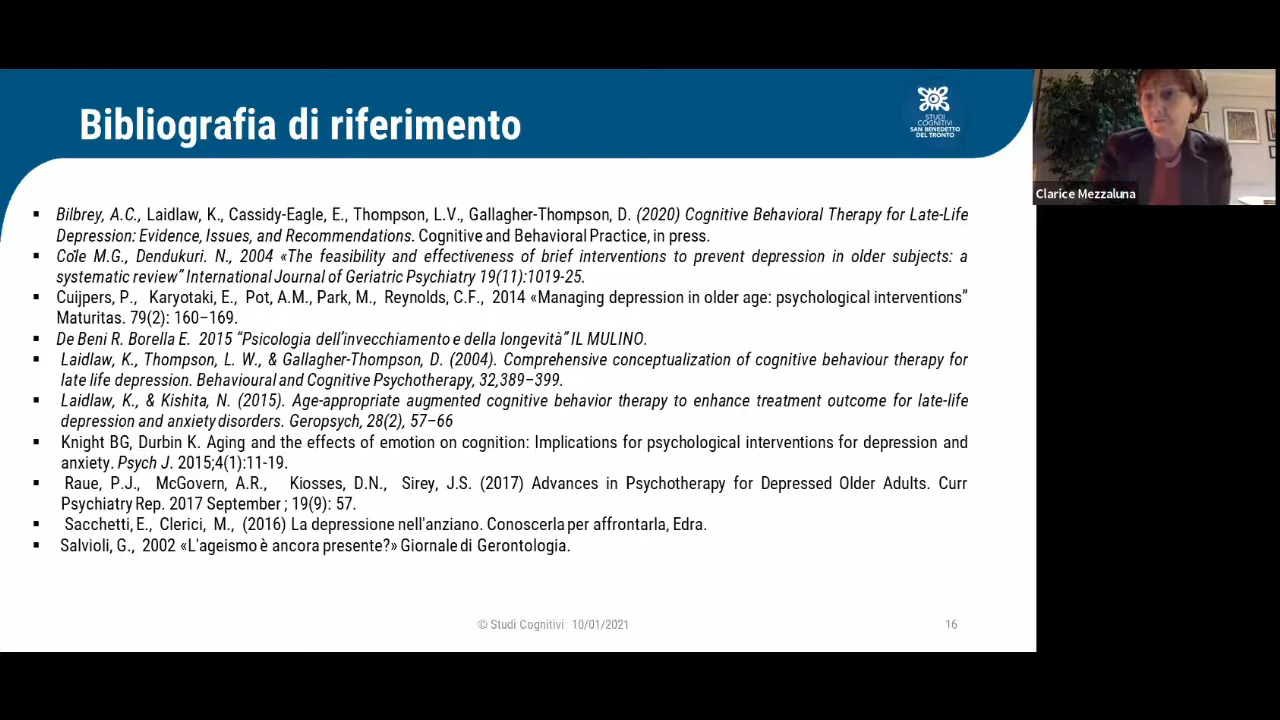 Bibliografia di riferimento
STUDI
COGNITIVI
SAN BENEDETTO
DEL TRONTO
Clarice Mezzaluna
▪ Bilbrey, A.C., Laidlaw, K., Cassidy-Eagle, E., Thompson, L.V., Gallagher-Thompson, D. (2020) Cognitive Behavioral Therapy for Late-Life
Depression: Evidence, Issues, and Recommendations. Cognitive and Behavioral Practice, in press.
▪ Cole M.G., Dendukuri. N., 2004 «The feasibility and effectiveness of brief interventions to prevent depression in older subjects: a
systematic review” International Journal of Geriatric Psychiatry 19(11):1019-25.
▪ Cuijpers, P., Karyotaki, E., Pot, A.M., Park, M., Reynolds, C.F., 2014 «Managing depression in older age: psychological interventions”
Maturitas. 79(2): 160–169.
▪ De Beni R. Borella E. 2015 “Psicologia dell’invecchiamento e della longevità” IL MULINO.
▪ Laidlaw, K., Thompson, L. W., & Gallagher-Thompson, D. (2004). Comprehensive conceptualization of cognitive behaviour therapy for
late life depression. Behavioural and Cognitive Psychotherapy, 32,389–399.
▪ Laidlaw, K., & Kishita, N. (2015). Age-appropriate augmented cognitive behavior therapy to enhance treatment outcome for late-life
depression and anxiety disorders. Geropsych, 28(2), 57–66
▪ Knight BG, Durbin K. Aging and the effects of emotion on cognition: Implications for psychological interventions for depression and
anxiety. Psych J. 2015;4(1):11-19.
▪ Raue, P.J., McGovern, A.R., Kiosses, D.N., Sirey, J.S. (2017) Advances in Psychotherapy for Depressed Older Adults. Curr
Psychiatry Rep. 2017 September ; 19(9): 57.
▪ Sacchetti, E., Clerici, M., (2016) La depressione nell'anziano. Conoscerla per affrontarla, Edra.
▪ Salvioli, G., 2002 «L'ageismo è ancora presente?» Giornale di Gerontologia.
© Studi Cognitivi 10/01/2021
16